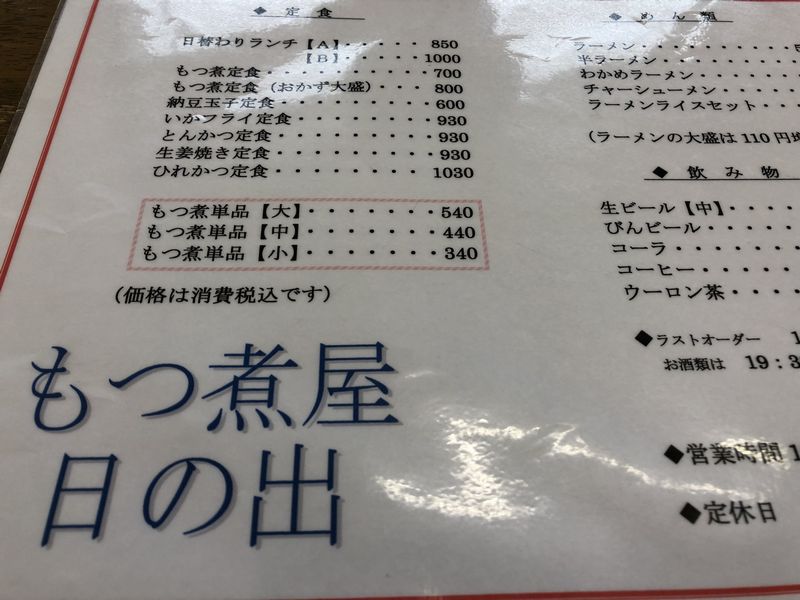 ◆ 定 食
日替わりランチ【A】・・・・・・ 850
【B】・・・・・・ 1000
もつ煮定食・・・・・・・・・・・ 700
もつ煮定食（おかず大盛）・・・・ 800
納豆玉子定食・・・・・・・・・・ 600
いかフライ定食・・・・・・・・・ 930
とんかつ定食・・・・・・・・・・ 930
生姜焼き定食・・・・・・・・・・ 930
ひれかつ定食・・・・・・・・・・ 1030
もつ煮単品【大】・・・・・・・540
もつ煮単品【中】・・・・・・・440
もつ煮単品【小】・・・・・・・340
（価格は消費税込です）
もつ煮屋
日の出
◆ め ん 類
ラーメン・・・・・・・
半ラーメン・・・・・・
わかめラーメン・・・・
チャーシューメン・・・
ラーメンライスセット・・
（ラーメンの大盛は 110 円
◆ 飲 み 物
生ビール【中】・・・・
びんビール・・・・・
コーラ・・・・・・・
コーヒー・・・・・・
ウーロン茶・・・・
◆ラストオーダー
お酒類は 19：3
◆営業時間 1
◆定休日